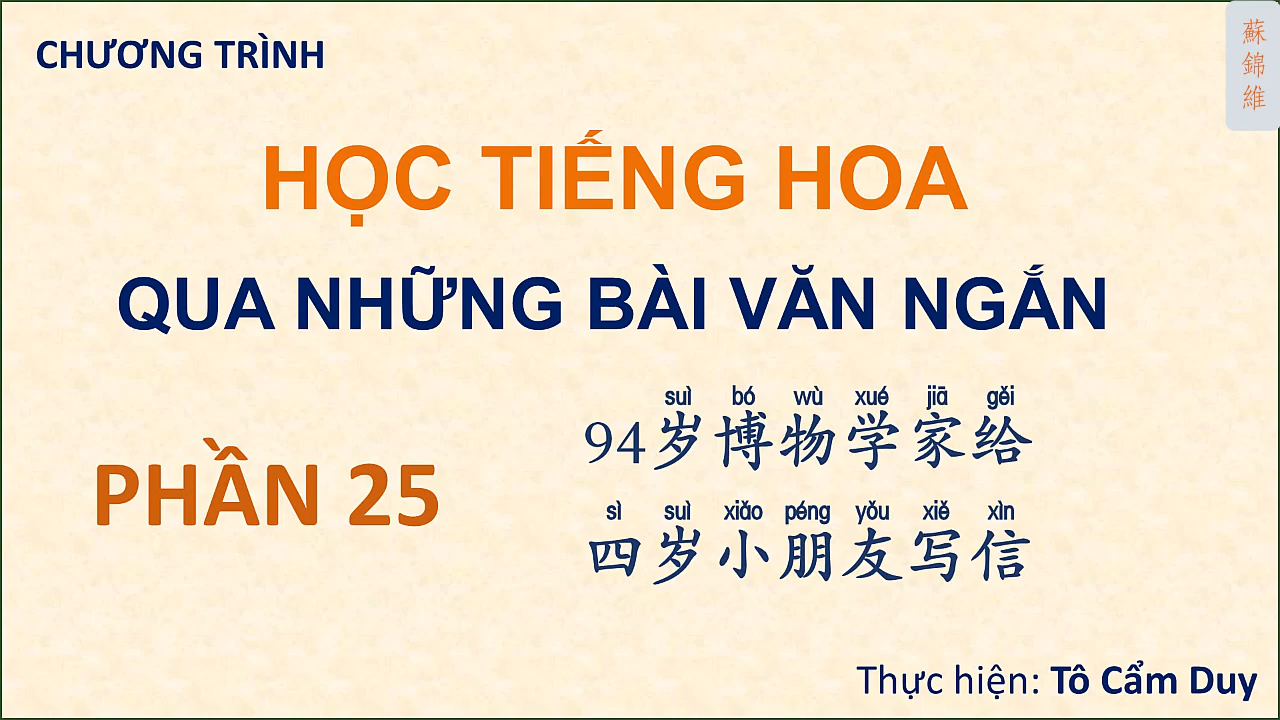 CHƯƠNG TRÌNH
蘇錦維
HỌC TIẾNG HOA
QUA NHỮNG BÀI VĂN NGẮN
PHẦN 25
suì bó wù xué jiā gěi
94岁博物学家给
sì suì xiǎo péng yǒu xiě xìn
四岁小朋友写信
Thực hiện: Tô Cẩm Duy